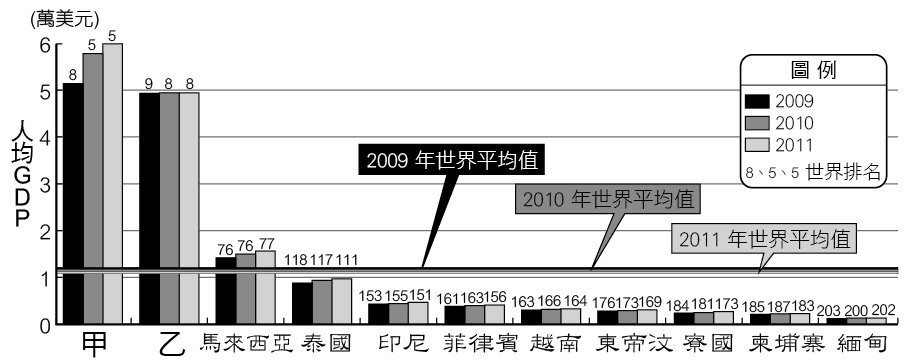 (萬美元)
6
5
4
3
2
1
0
人均GDP
圖例
2009
2010
2011
8、5、5 世界排名
2009 年世界平均值
2010 年世界平均值
2011 年世界平均值
8 5 5
9 8 8
76 76 77
118 117 111
153 155 151
161 163 156
163 166 164
176 173 169
184 181 173
185 187 183
203 200 202
甲 乙 馬來西亞 泰國 印尼 菲律賓 越南 東帝汶 寮國 柬埔寨 緬甸